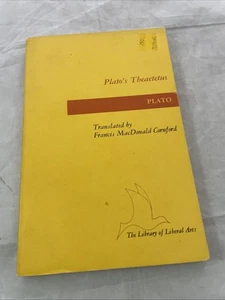 Plato's Theaetetus
PLATO
Translated by
Francis MacDonald Cornford
The Library of Liberal Arts